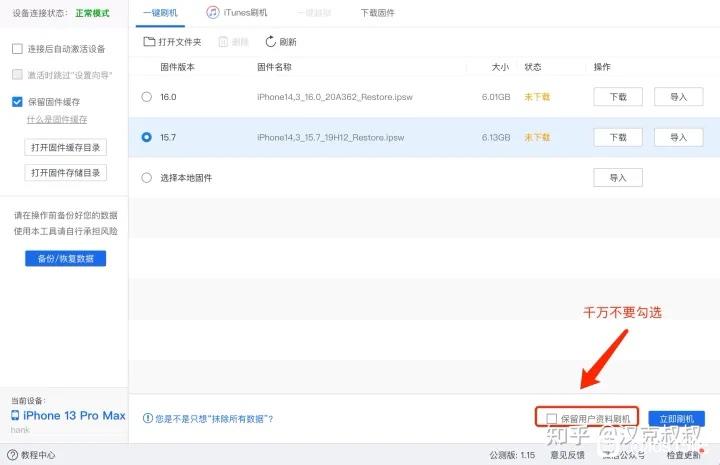 设备连接状态：正常模式
一键刷机
iTunes刷机
一键越狱
下载固件
连接后自动激活设备
打开文件夹
删除
刷新
激活时跳过"设置向导"
固件版本
固件名称
大小
状态
操作
保留固件缓存
16.0
iPhone14,3_16.0_20A362_Restore.ipsw
6.01GB
未下载
下载
导入
什么是固件缓存
15.7
iPhone14,3_15.7_19H12_Restore.ipsw
6.13GB
未下载
下载
导入
打开固件缓存目录
打开固件存储目录
选择本地固件
导入
请在操作前备份好您的数据
使用本工具请自行承担风险
备份/恢复数据
千万不要勾选
当前设备：
iPhone 13 Pro Max
hank
您是不是只想"抹除所有数据"？
保留用户资料刷机
立即刷机
知乎 @汉克叔叔
教程中心
公测版: 1.15
意见反馈
微信公众号
检查更新